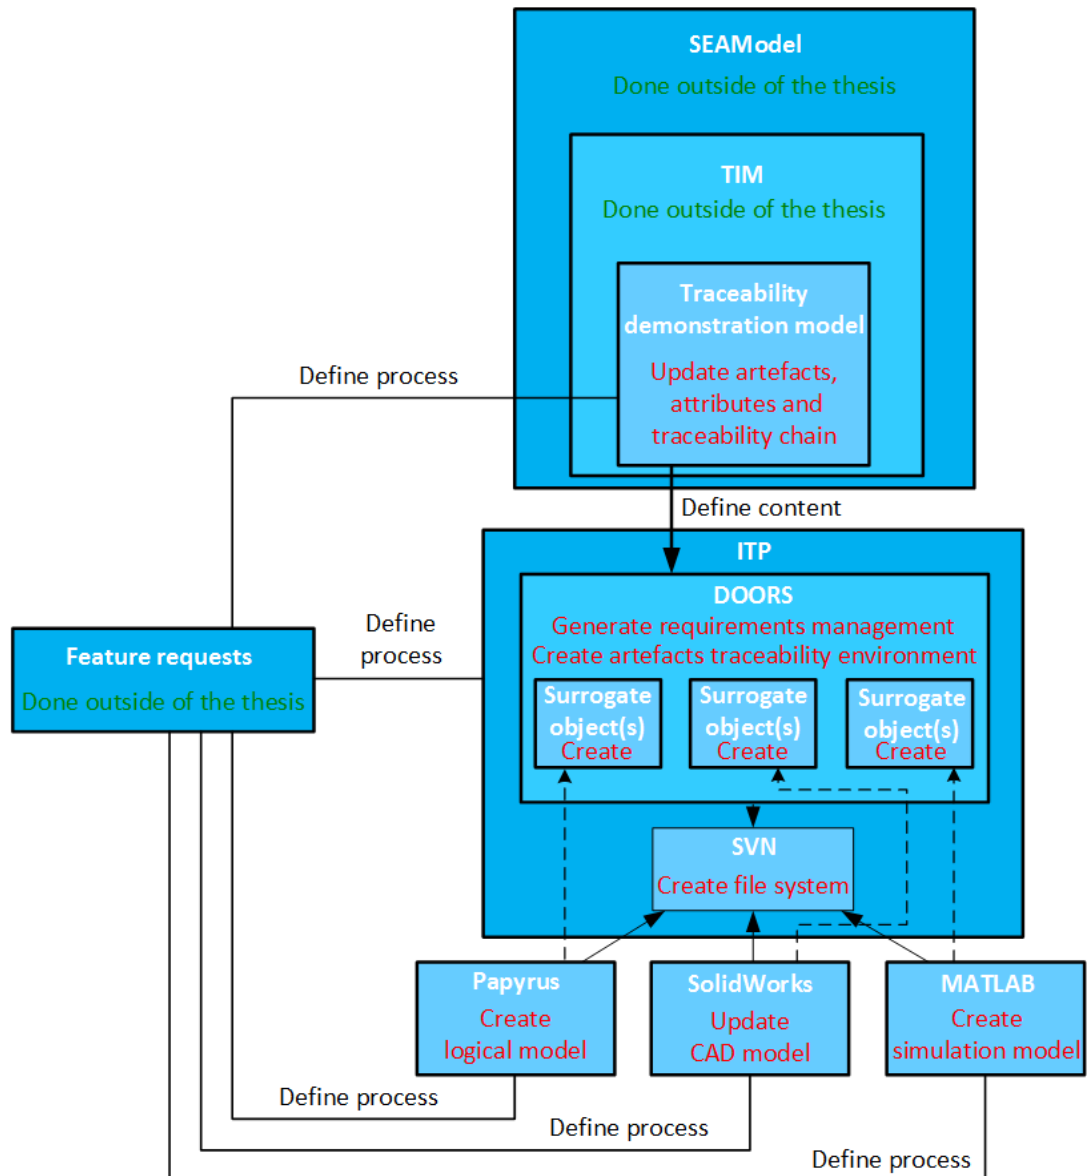 SEAModel
Done outside of the thesis
TIM
Done outside of the thesis
Traceability
demonstration model
Update artefacts,
attributes and
traceability chain
Define process
Define content
ITP
DOORS
Generate requirements management
Create artefacts traceability environment
Define
process
Feature requests
Done outside of the thesis
Surrogate
object(s)
Create
Surrogate
object(s)
Create
Surrogate
object(s)
Create
SVN
Create file system
Papyrus
Create
logical model
SolidWorks
Update
CAD model
MATLAB
Create
simulation model
Define process
Define process
Define process